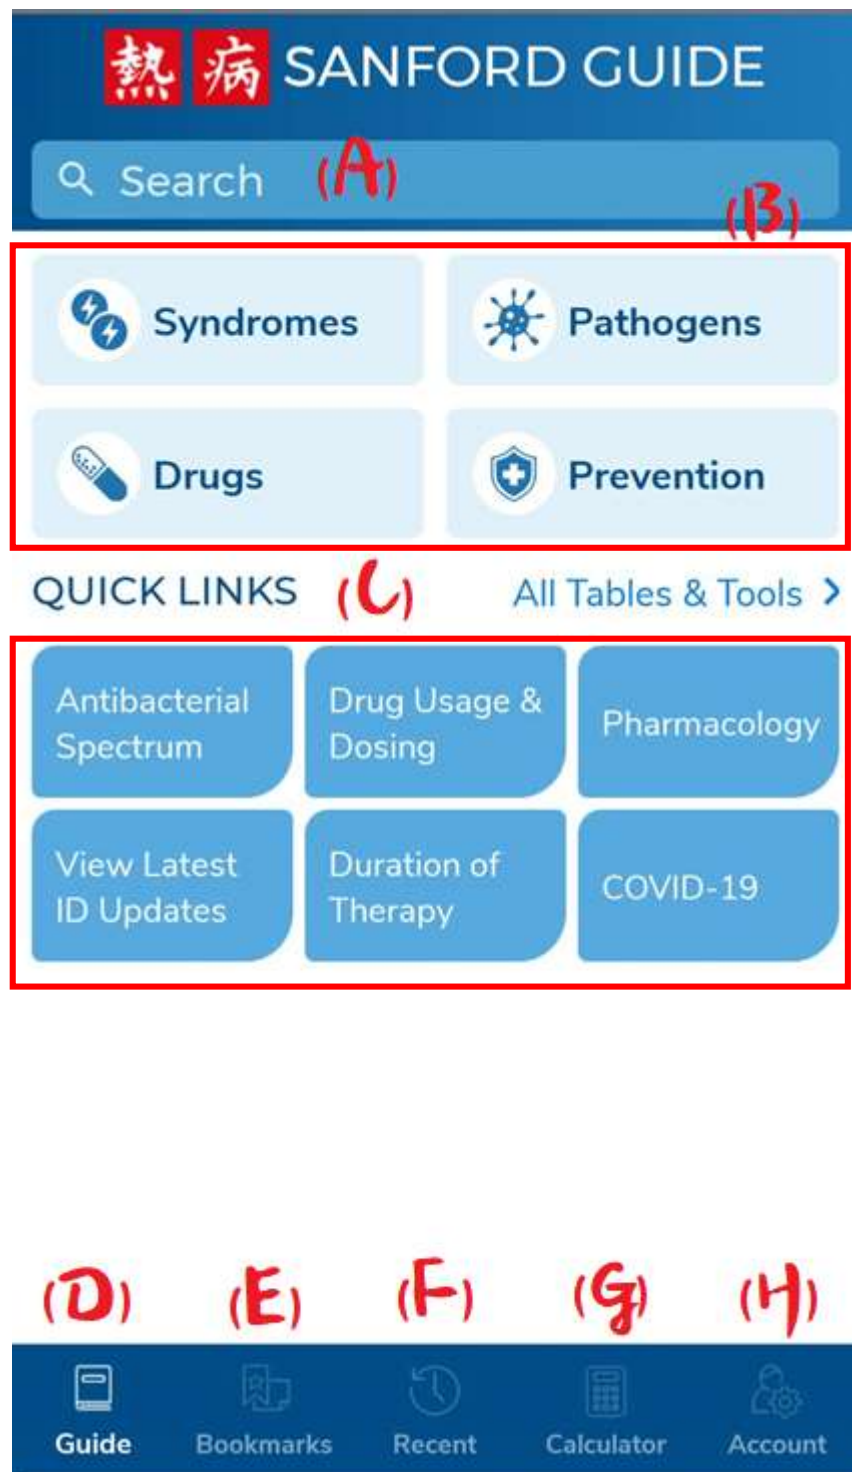 熱 病 SANFORD GUIDE
Search (A)
(B)
Syndromes Pathogens
Drugs Prevention
QUICK LINKS (C) All Tables & Tools >
Antibacterial Spectrum
Drug Usage & Dosing
Pharmacology
View Latest ID Updates
Duration of Therapy
COVID-19
(D) (E) (F) (G) (H)
Guide Bookmarks Recent Calculator Account